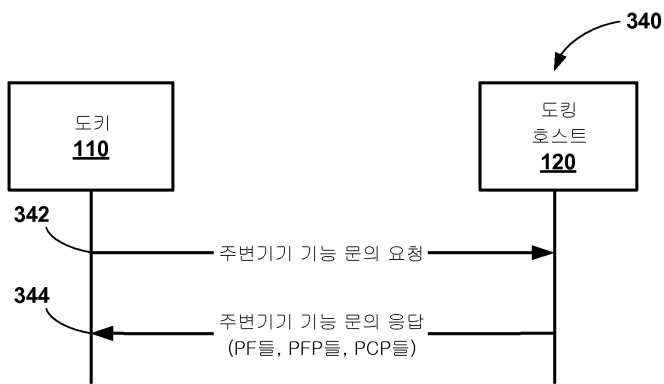 340
도키
110
도킹
호스트
120
342
주변기기 기능 문의 요청
344
주변기기 기능 문의 응답
(PF들, PFP들, PCP들)